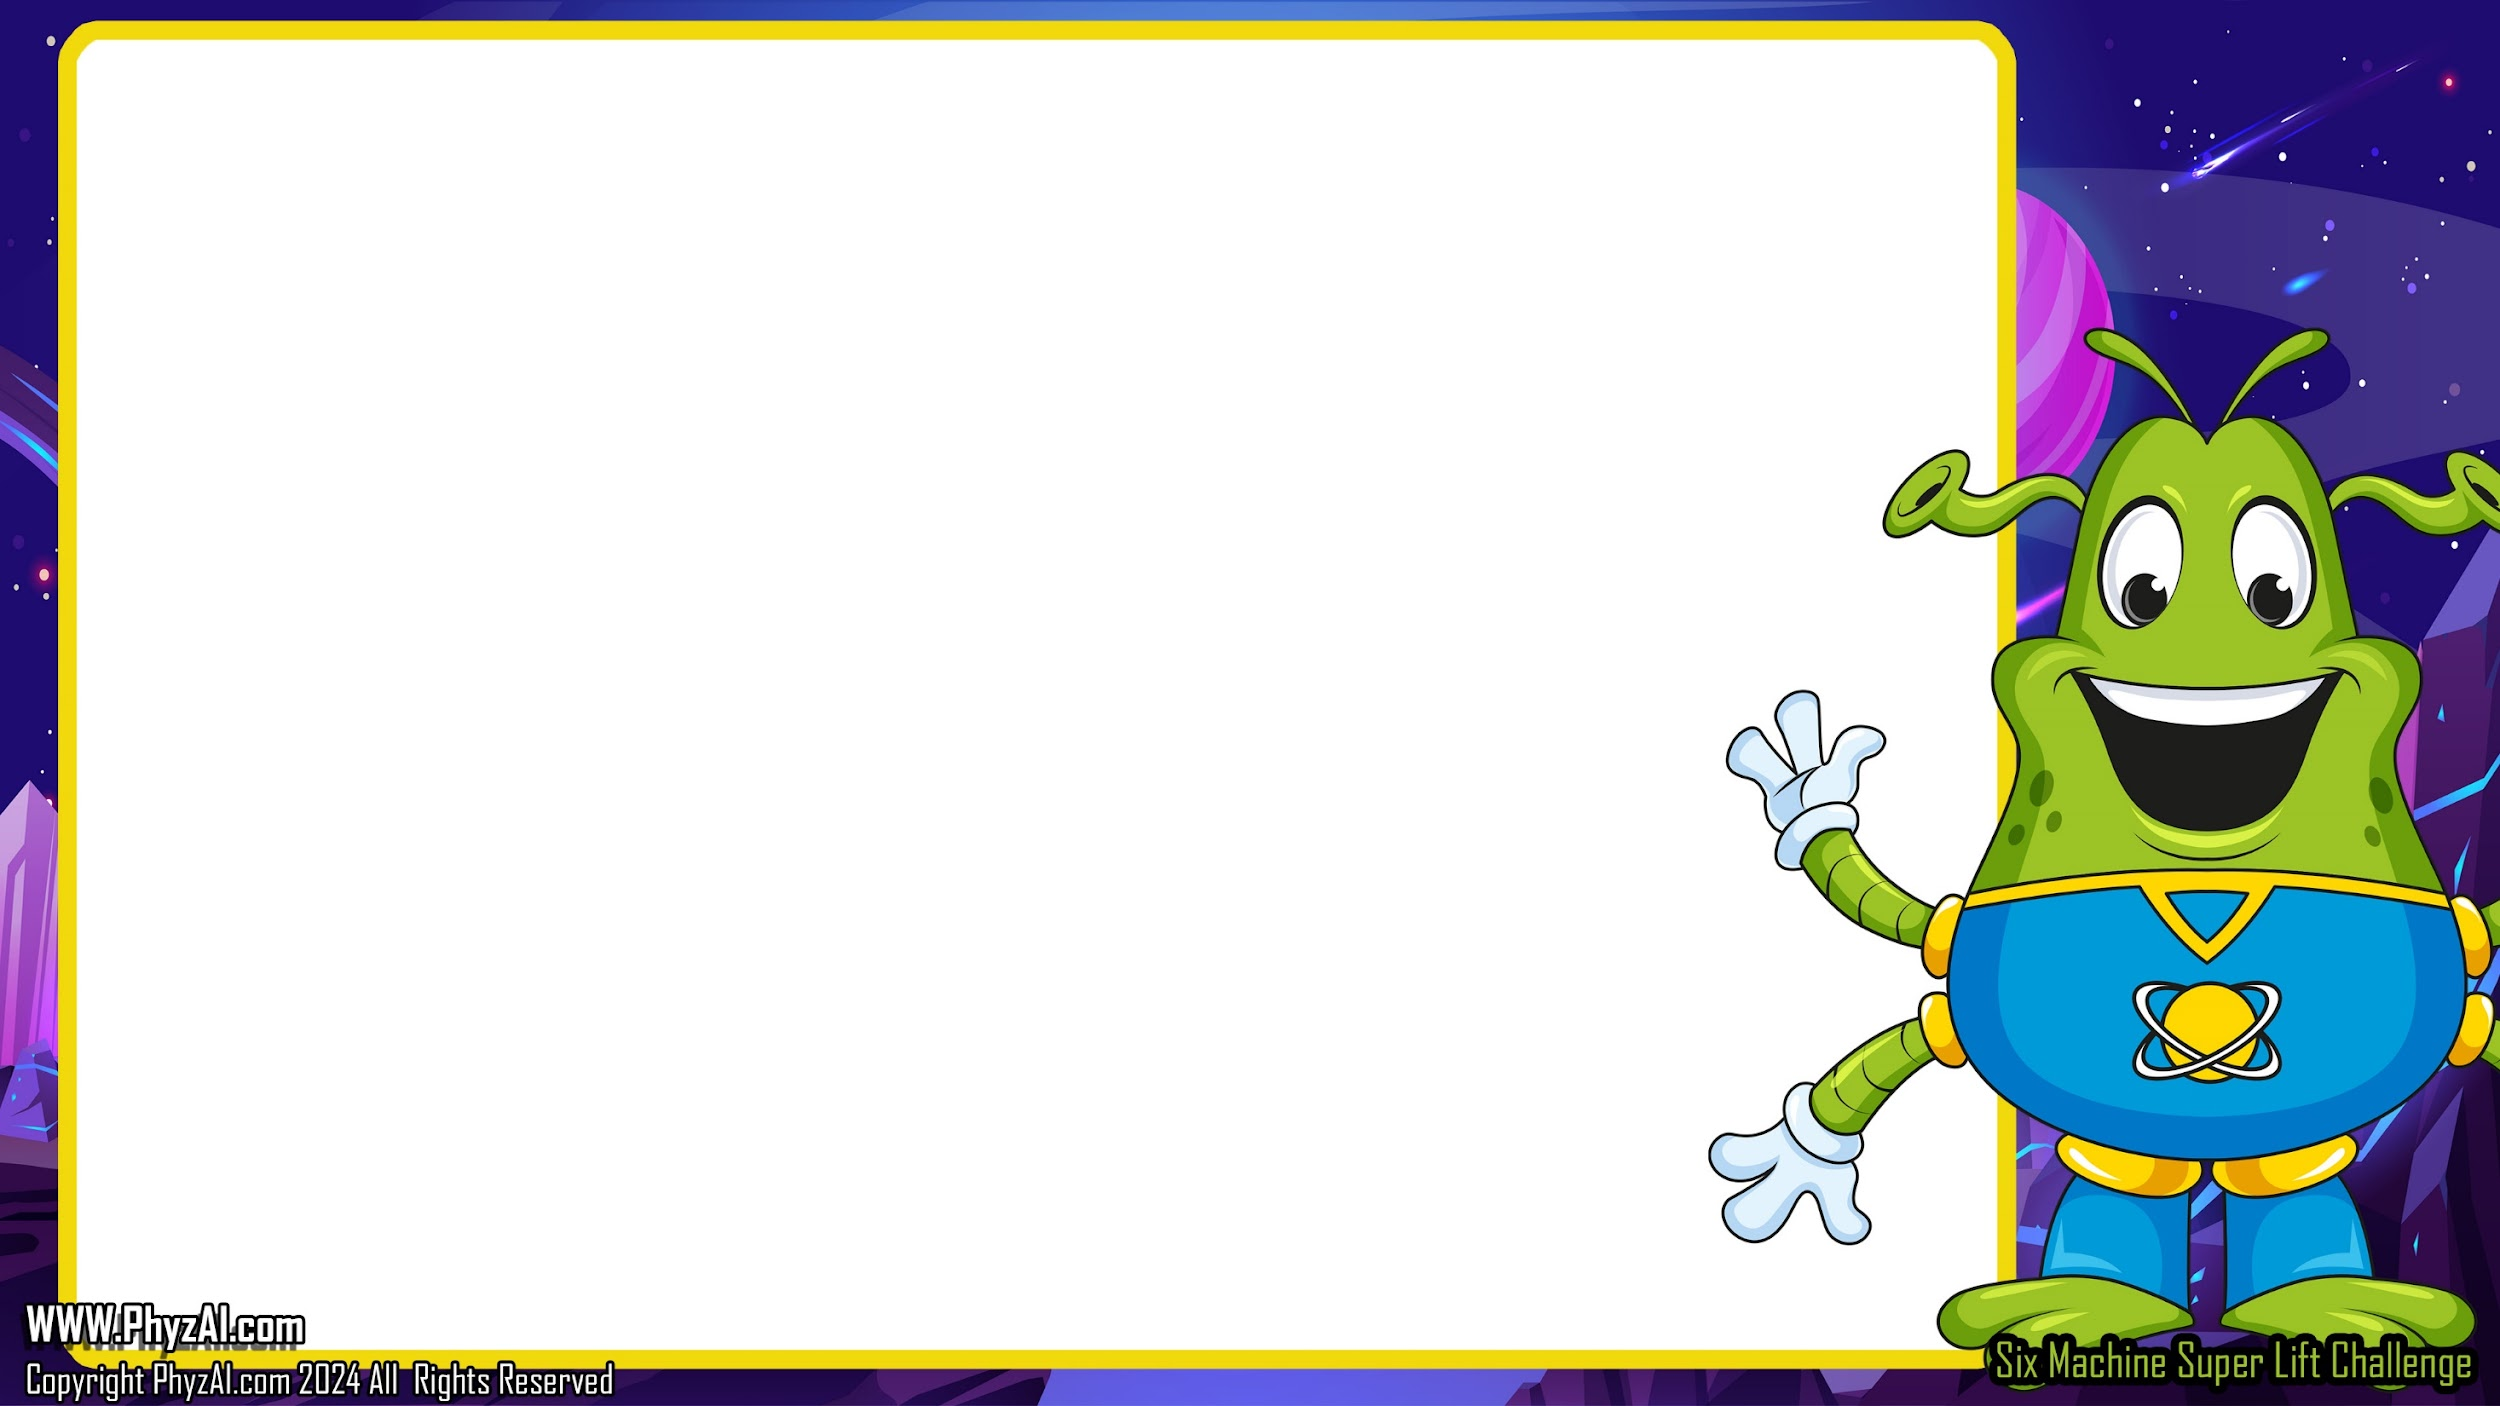 WWW.PhyzAI.com
Copyright PhyzAI.com 2024 All Rights Reserved
Six Machine Super Lift Challenge